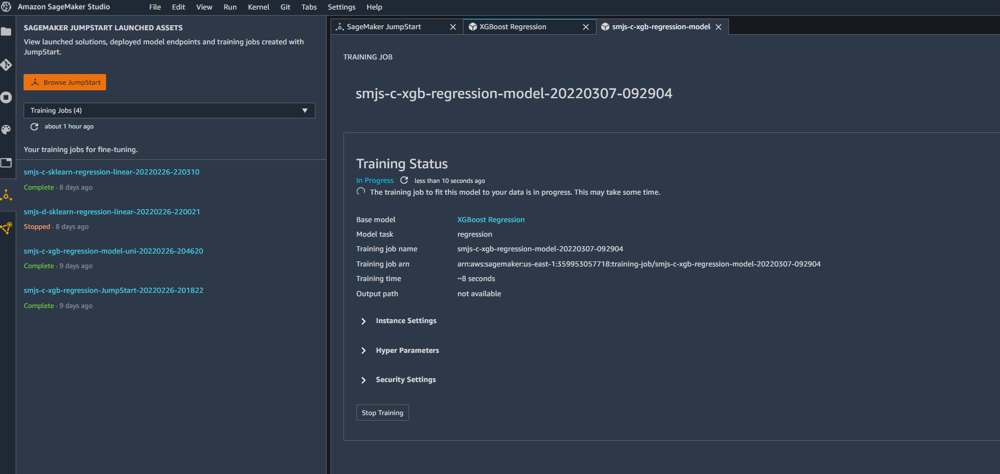 Amazon SageMaker Studio
File Edit View Run Kernel Git Tabs Settings Help
SAGEMAKER JUMPSTART LAUNCHED ASSETS
View launched solutions, deployed model endpoints and training jobs created with
JumpStart.
Browse JumpStart
Training Jobs (4)
about 1 hour ago
Your training jobs for fine-tuning.
smjs-c-sklearn-regression-linear-20220226-220310
Complete · 8 days ago
smjs-d-sklearn-regression-linear-20220226-220021
Stopped · 8 days ago
smjs-c-xgb-regression-model-uni-20220226-204620
Complete · 9 days ago
smjs-c-xgb-regression-JumpStart-20220226-201822
Complete · 9 days ago
SageMaker JumpStart
XGBoost Regression
smjs-c-xgb-regression-model-
TRAINING JOB
smjs-c-xgb-regression-model-20220307-092904
Training Status
In Progress less than 10 seconds ago
The training job to fit this model to your data is in progress. This may take some time.
Base model XGBoost Regression
Model task regression
Training job name smjs-c-xgb-regression-model-20220307-092904
Training job arn arn:aws:sagemaker:us-east-1:359953057718:training-job/smjs-c-xgb-regression-model-20220307-092904
Training time ~8 seconds
Output path not available
Instance Settings
Hyper Parameters
Security Settings
Stop Training